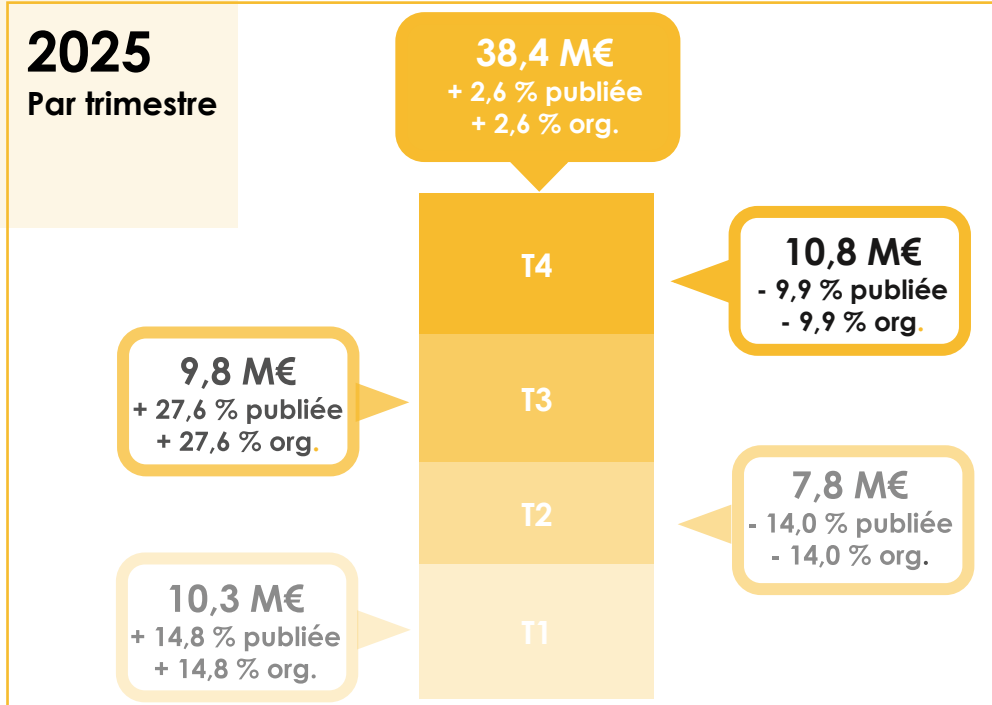 2025
Par trimestre
38,4 M€
+ 2,6 % publiée
+ 2,6 % org.
T4
10,8 M€
- 9,9 % publiée
- 9,9 % org.
9,8 M€
+ 27,6 % publiée
+ 27,6 % org.
T3
T2
7,8 M€
- 14,0 % publiée
- 14,0 % org.
10,3 M€
+ 14,8 % publiée
+ 14,8 % org.
T1